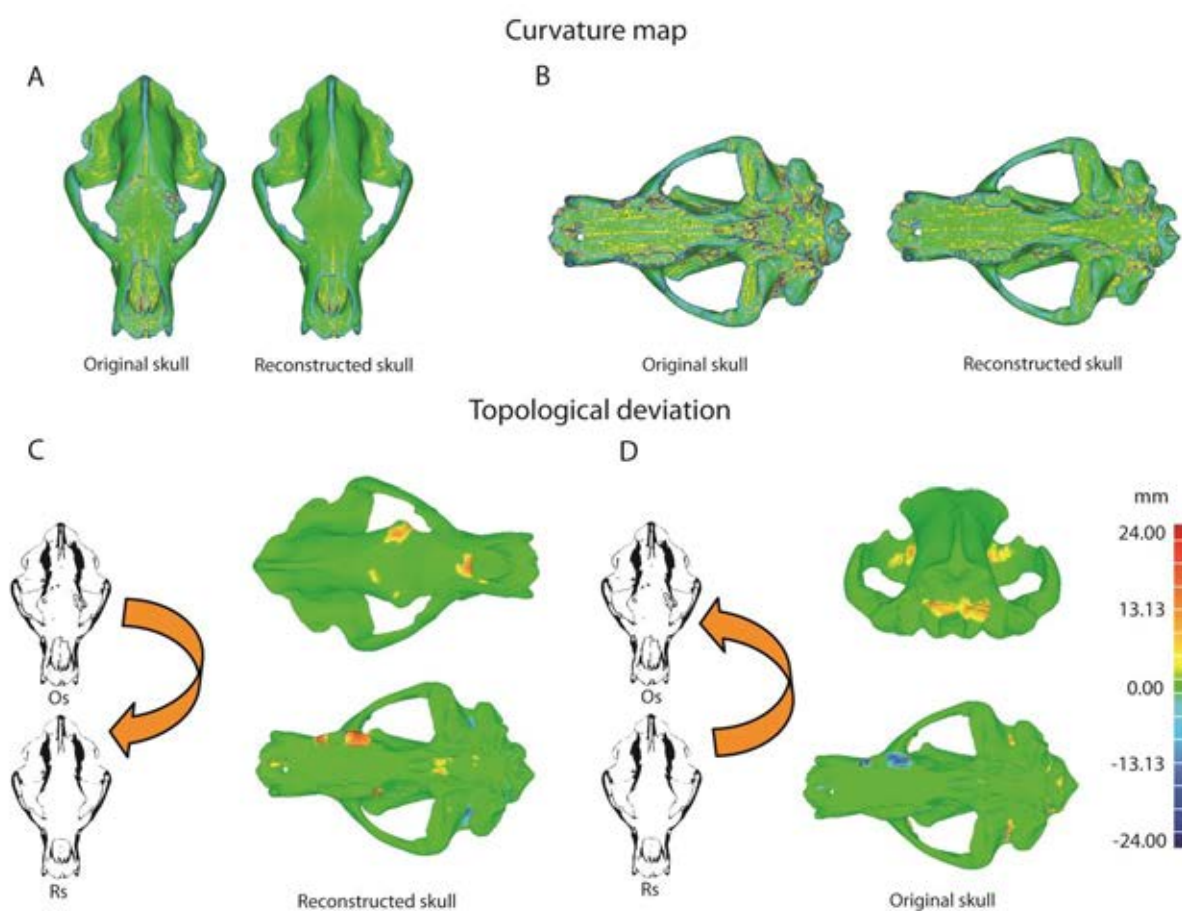 Curvature map
A
B
Original skull
Reconstructed skull
Original skull
Reconstructed skull
Topological deviation
C
D
Os
Rs
Reconstructed skull
Os
Rs
Original skull
mm
24.00
13.13
0.00
-13.13
-24.00